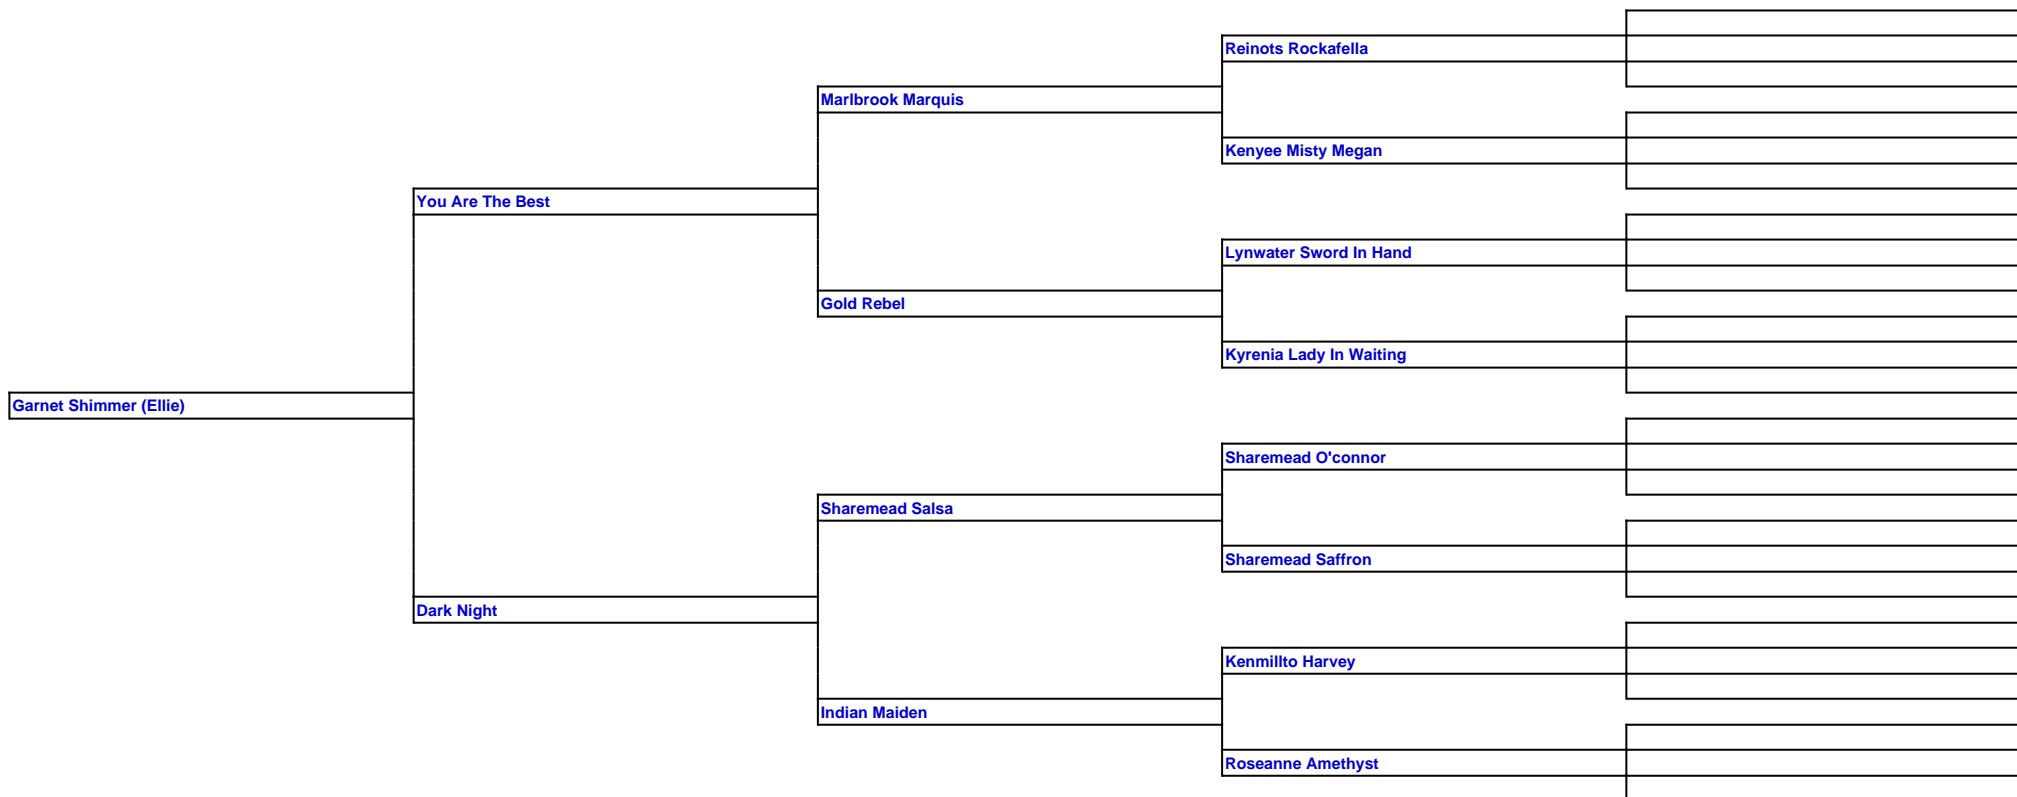 Reinots Rockafella
Marlbrook Marquis
Kenyee Misty Megan
You Are The Best
Lynwater Sword In Hand
Gold Rebel
Kyrenia Lady In Waiting
Garnet Shimmer (Ellie)
Sharemead O'connor
Sharemead Salsa
Sharemead Saffron
Dark Night
Kenmillto Harvey
Indian Maiden
Roseanne Amethyst